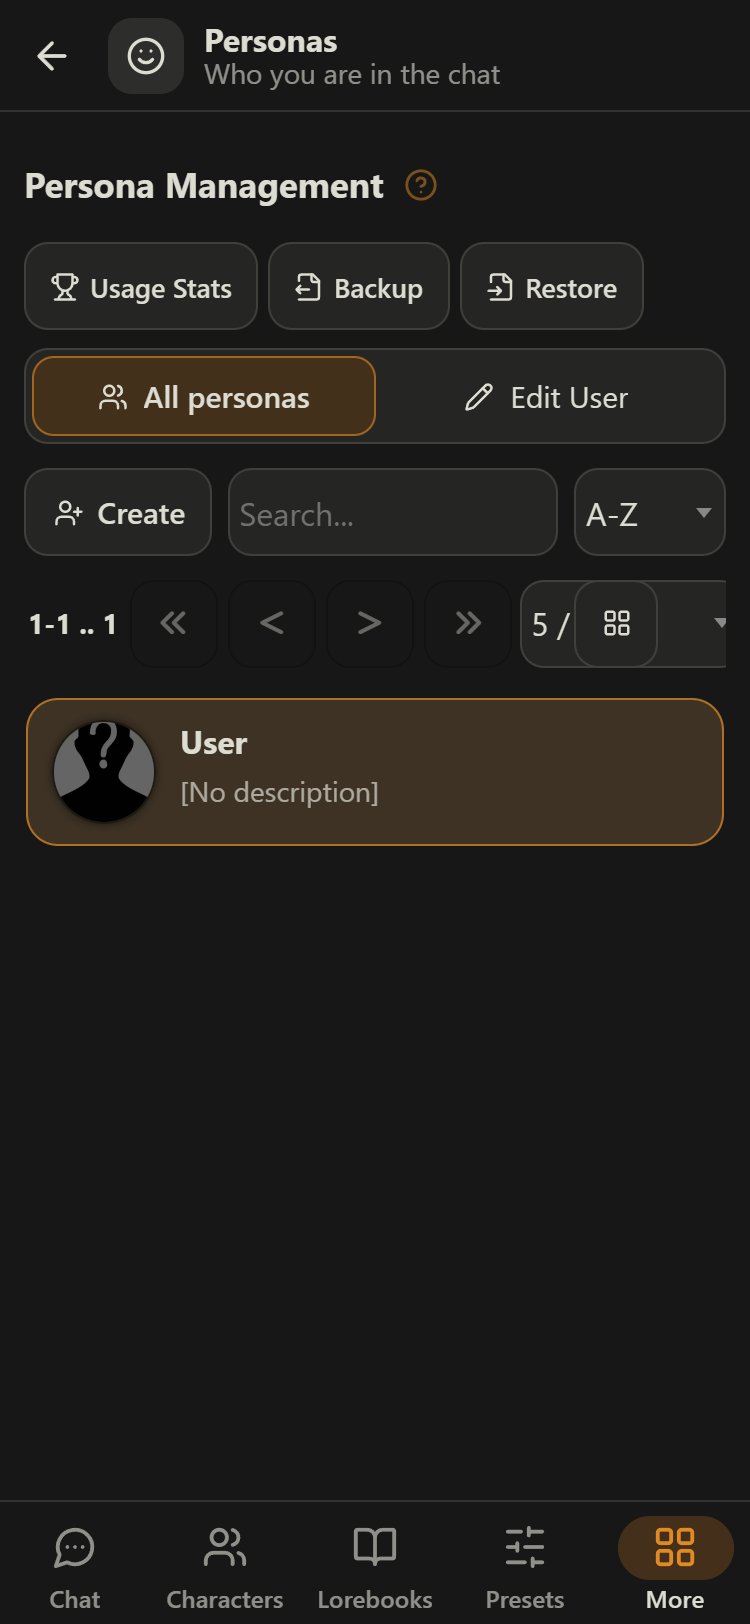 Personas
Who you are in the chat
Persona Management
Usage Stats
Backup
Restore
All personas
Edit User
Create
Search...
A-Z
1-1 .. 1
5 /
User
[No description]
Chat
Characters
Lorebooks
Presets
More